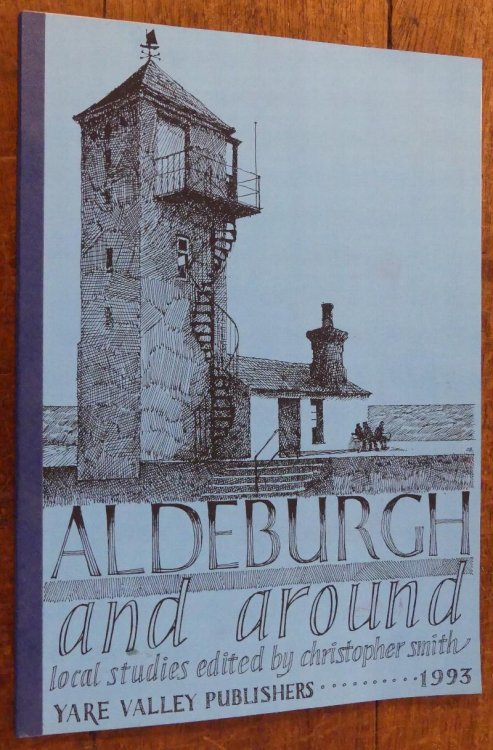 ALDEBURGH
and around
local studies edited by christopher smith
YARE VALLEY PUBLISHERS ·········· 1993